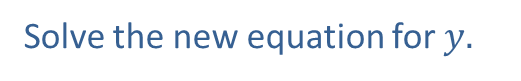 Solve the new equation for y.